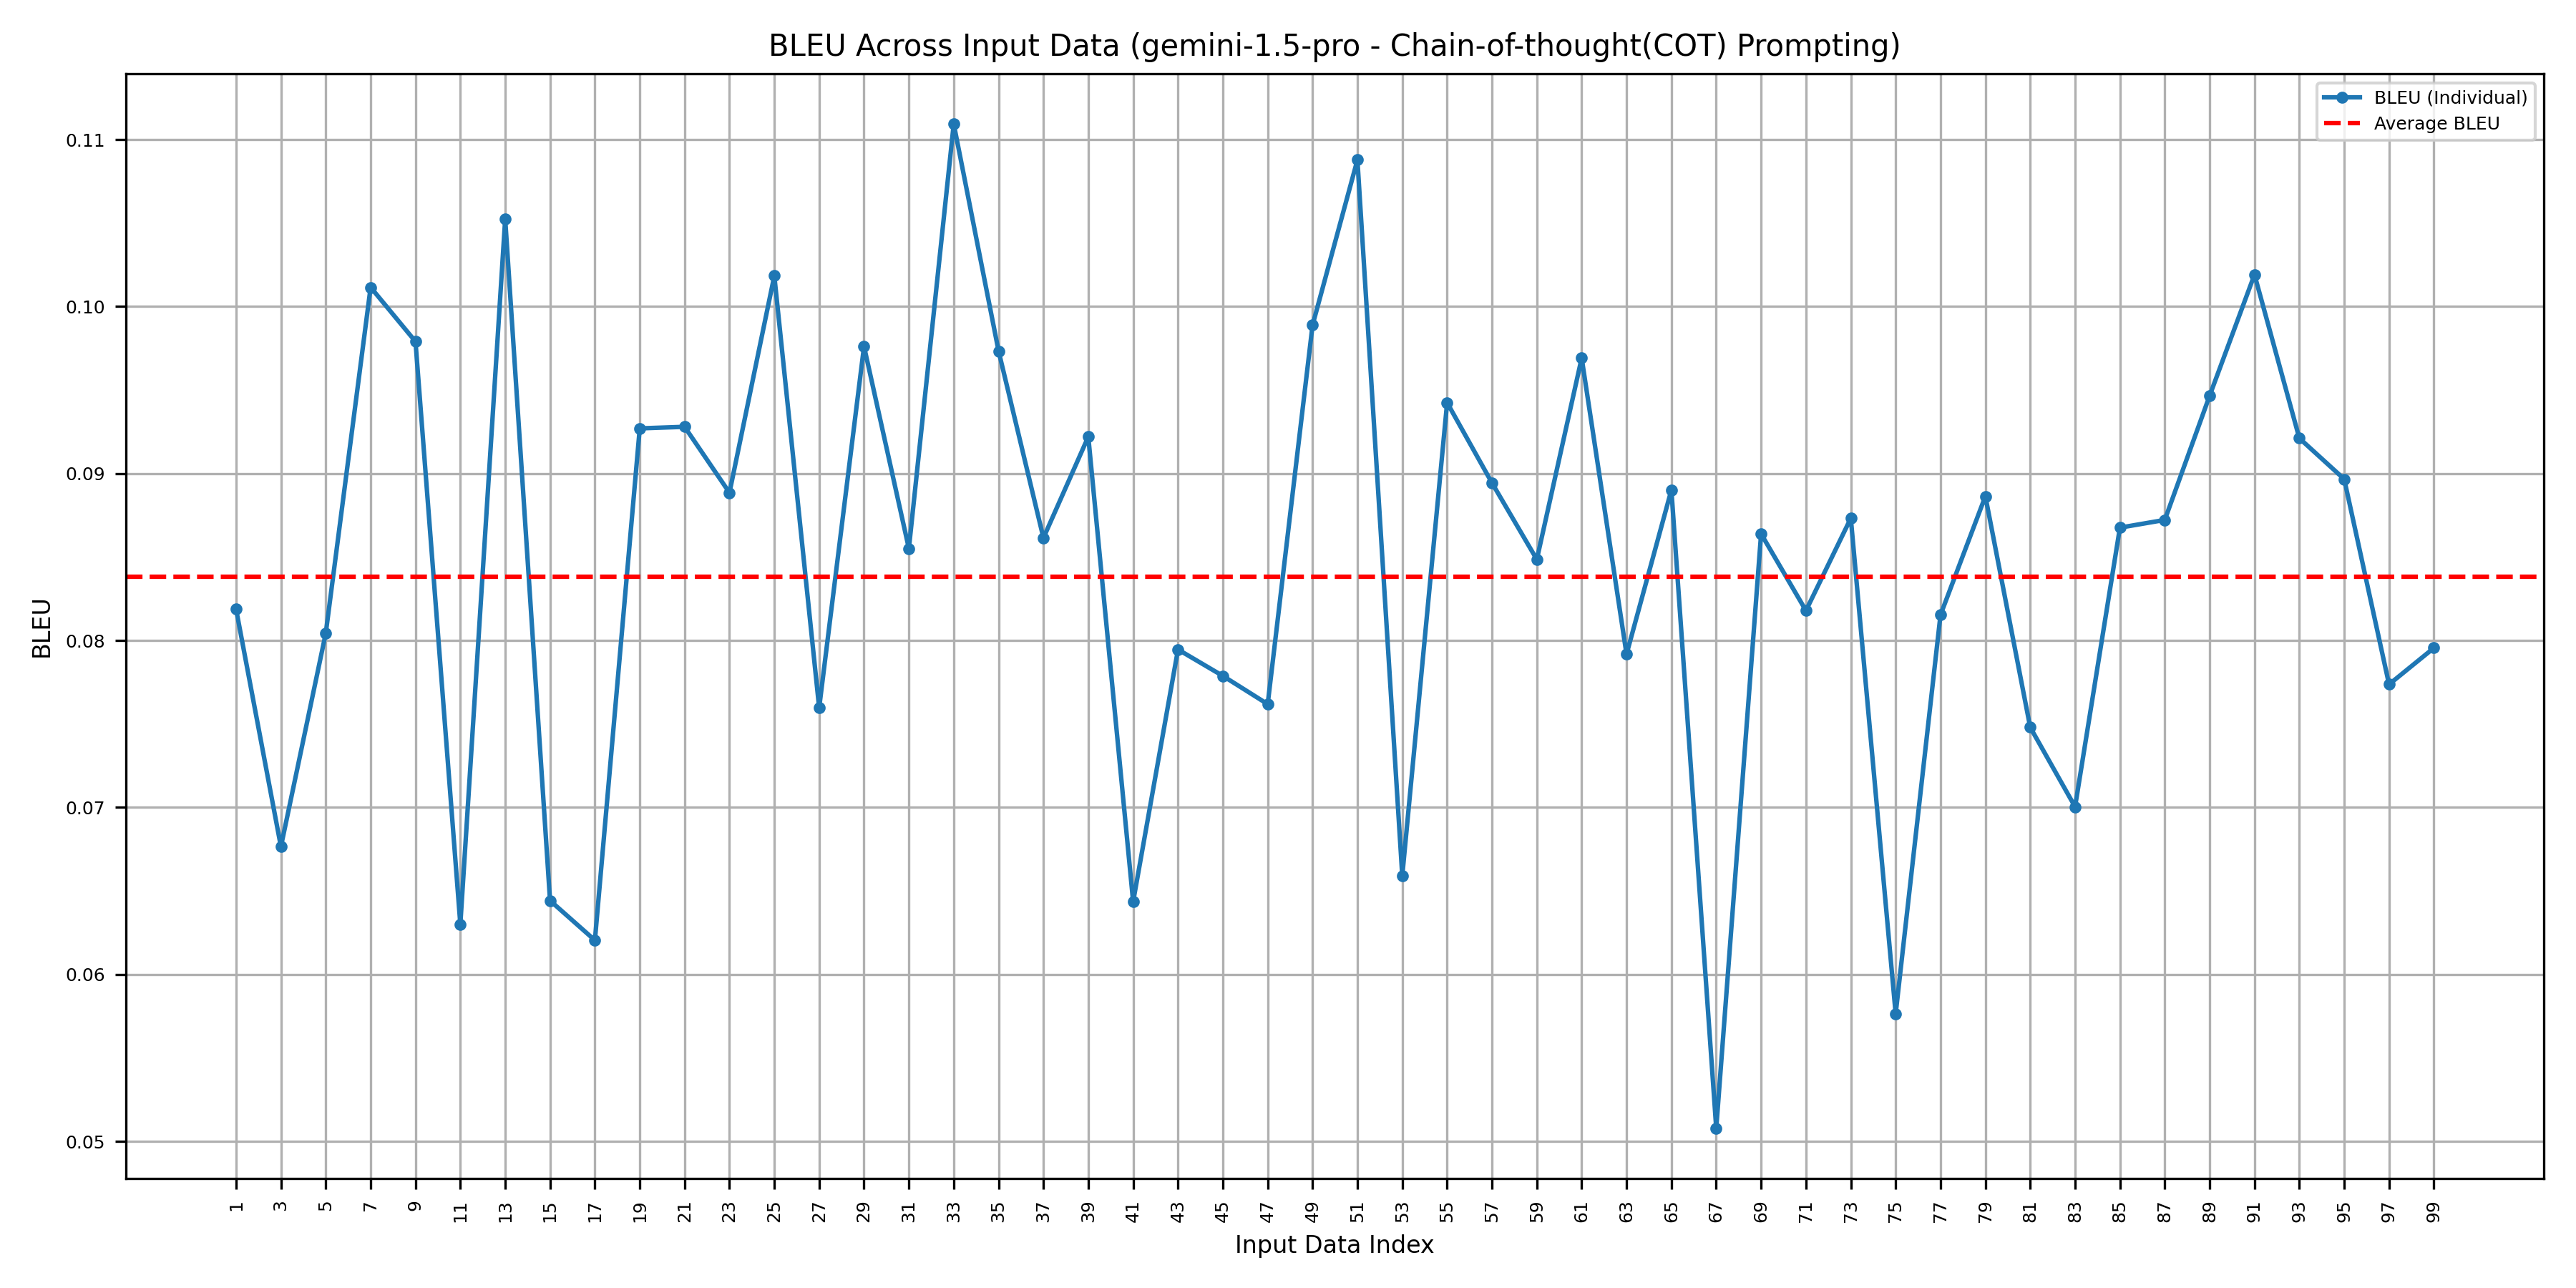 BLEU Across Input Data (gemini-1.5-pro - Chain-of-thought(COT) Prompting)
BLEU (Individual)
Average BLEU
0.11
0.10
0.09
0.08
0.07
0.06
0.05
BLEU
1 3 5 7 9 11 13 15 17 19 21 23 25 27 29 31 33 35 37 39 41 43 45 47 49 51 53 55 57 59 61 63 65 67 69 71 73 75 77 79 81 83 85 87 89 91 93 95 97 99
Input Data Index